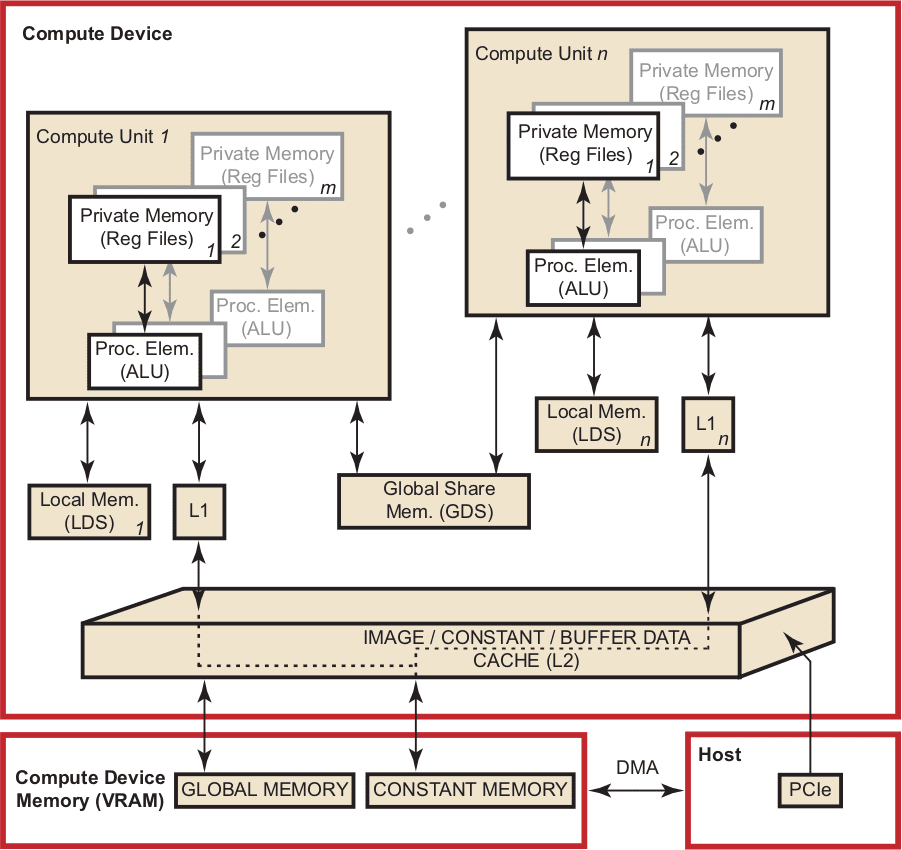 Compute Device
Compute Unit n
Private Memory
(Reg Files)
m
Private Memory
(Reg Files)
1
2
Proc. Elem.
(ALU)
Proc. Elem.
(ALU)
Compute Unit 1
Private Memory
(Reg Files)
m
Private Memory
(Reg Files)
1
2
Proc. Elem.
(ALU)
Proc. Elem.
(ALU)
Local Mem.
(LDS)
n
L1
n
Global Share
Mem. (GDS)
Local Mem.
(LDS)
1
L1
IMAGE / CONSTANT / BUFFER DATA
CACHE (L2)
Compute Device
Memory (VRAM)
GLOBAL MEMORY
CONSTANT MEMORY
DMA
Host
PCIe